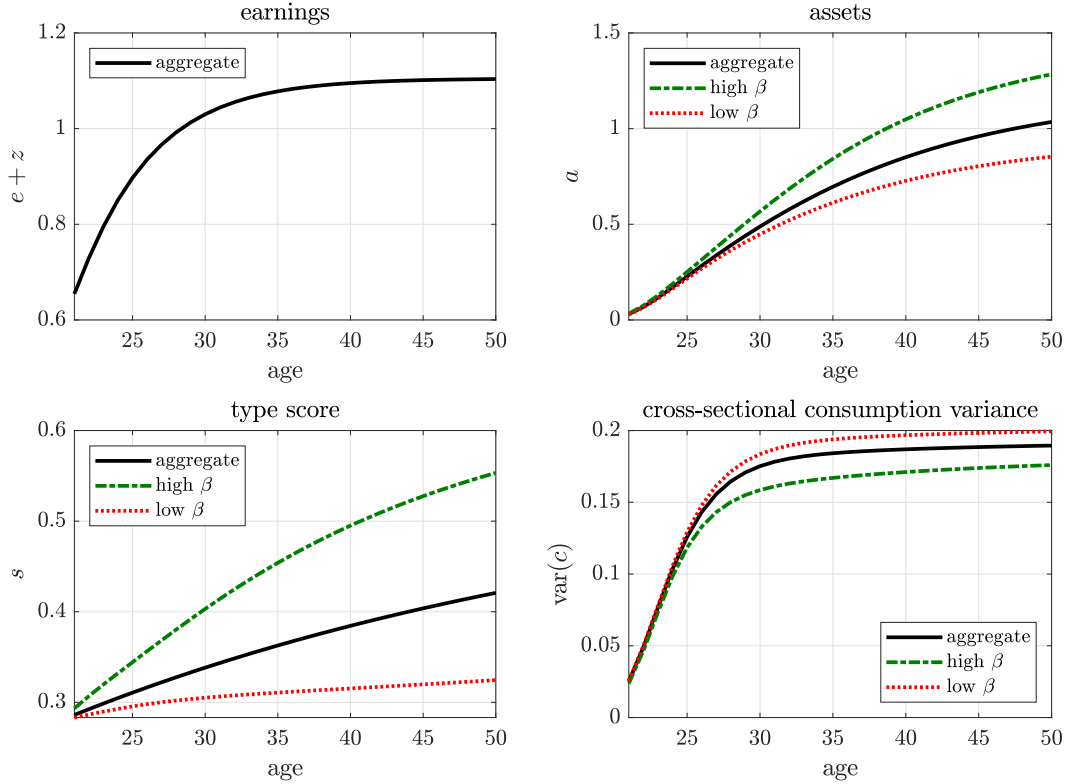 earnings
1.2
1
0.8
0.6
e + z
aggregate
25 30 35 40 45 50
age
assets
1.5
1
0.5
0
a
aggregate
high β
low β
25 30 35 40 45 50
age
type score
0.6
0.5
0.4
0.3
s
aggregate
high β
low β
25 30 35 40 45 50
age
cross-sectional consumption variance
0.2
0.15
0.1
0.05
0
var(c)
aggregate
high β
low β
25 30 35 40 45 50
age